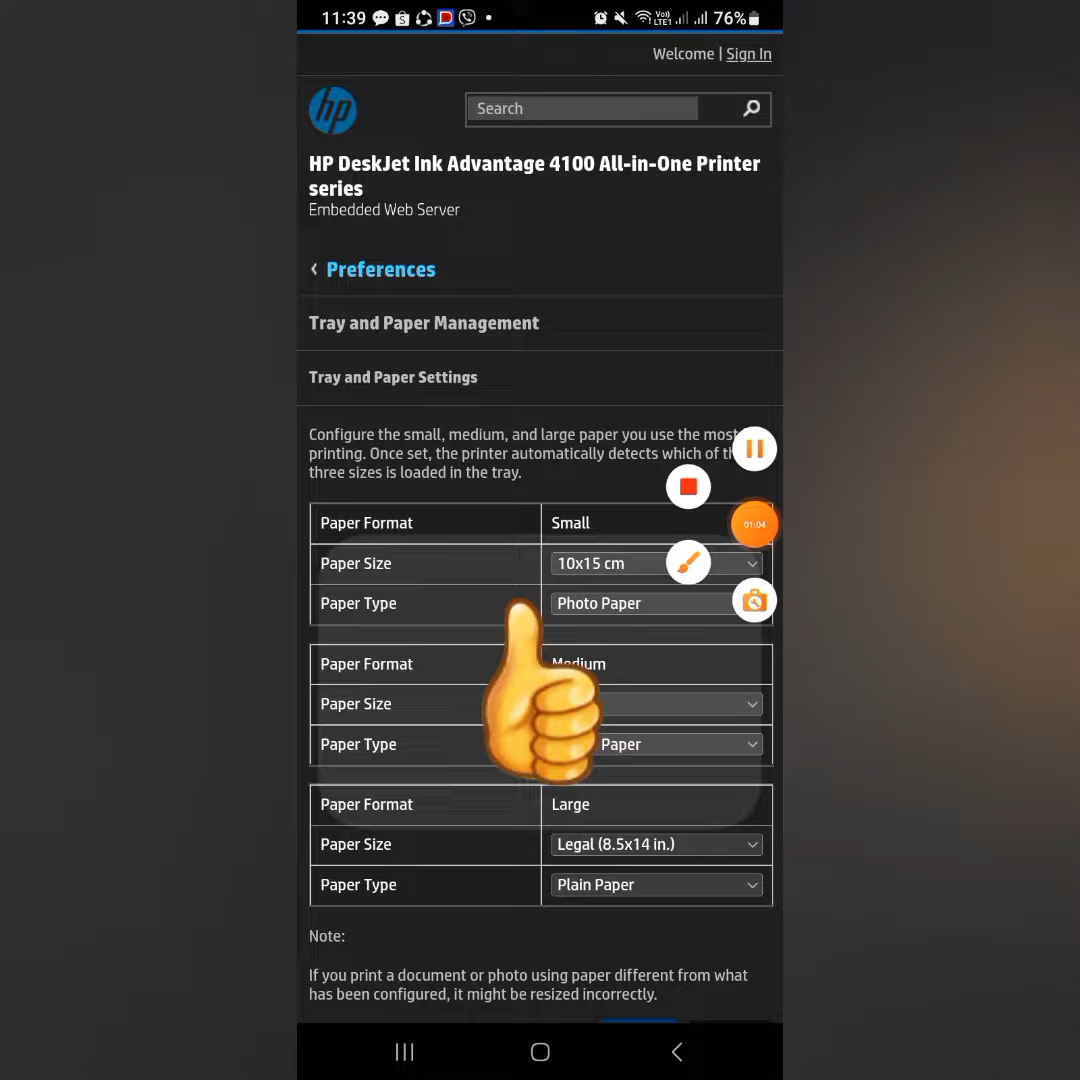 11:39
VoI)
LTE1
76%
Welcome | Sign In
hp
Search
HP DeskJet Ink Advantage 4100 All-in-One Printer
series
Embedded Web Server
Preferences
Tray and Paper Management
Tray and Paper Settings
Configure the small, medium, and large paper you use the most
printing. Once set, the printer automatically detects which of
three sizes is loaded in the tray.
Paper Format Small
01:04
Paper Size 10x15 cm
Paper Type Photo Paper
Paper Format Medium
Paper Size
Paper Type Paper
Paper Format Large
Paper Size Legal (8.5x14 in.)
Paper Type Plain Paper
Note:
If you print a document or photo using paper different from what
has been configured, it might be resized incorrectly.